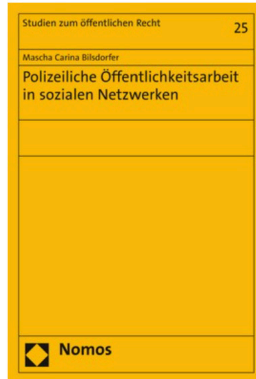 Studien zum öffentlichen Recht
25
Mascha Carina Bilsdorfer
Polizeiliche Öffentlichkeitsarbeit
in sozialen Netzwerken
Nomos